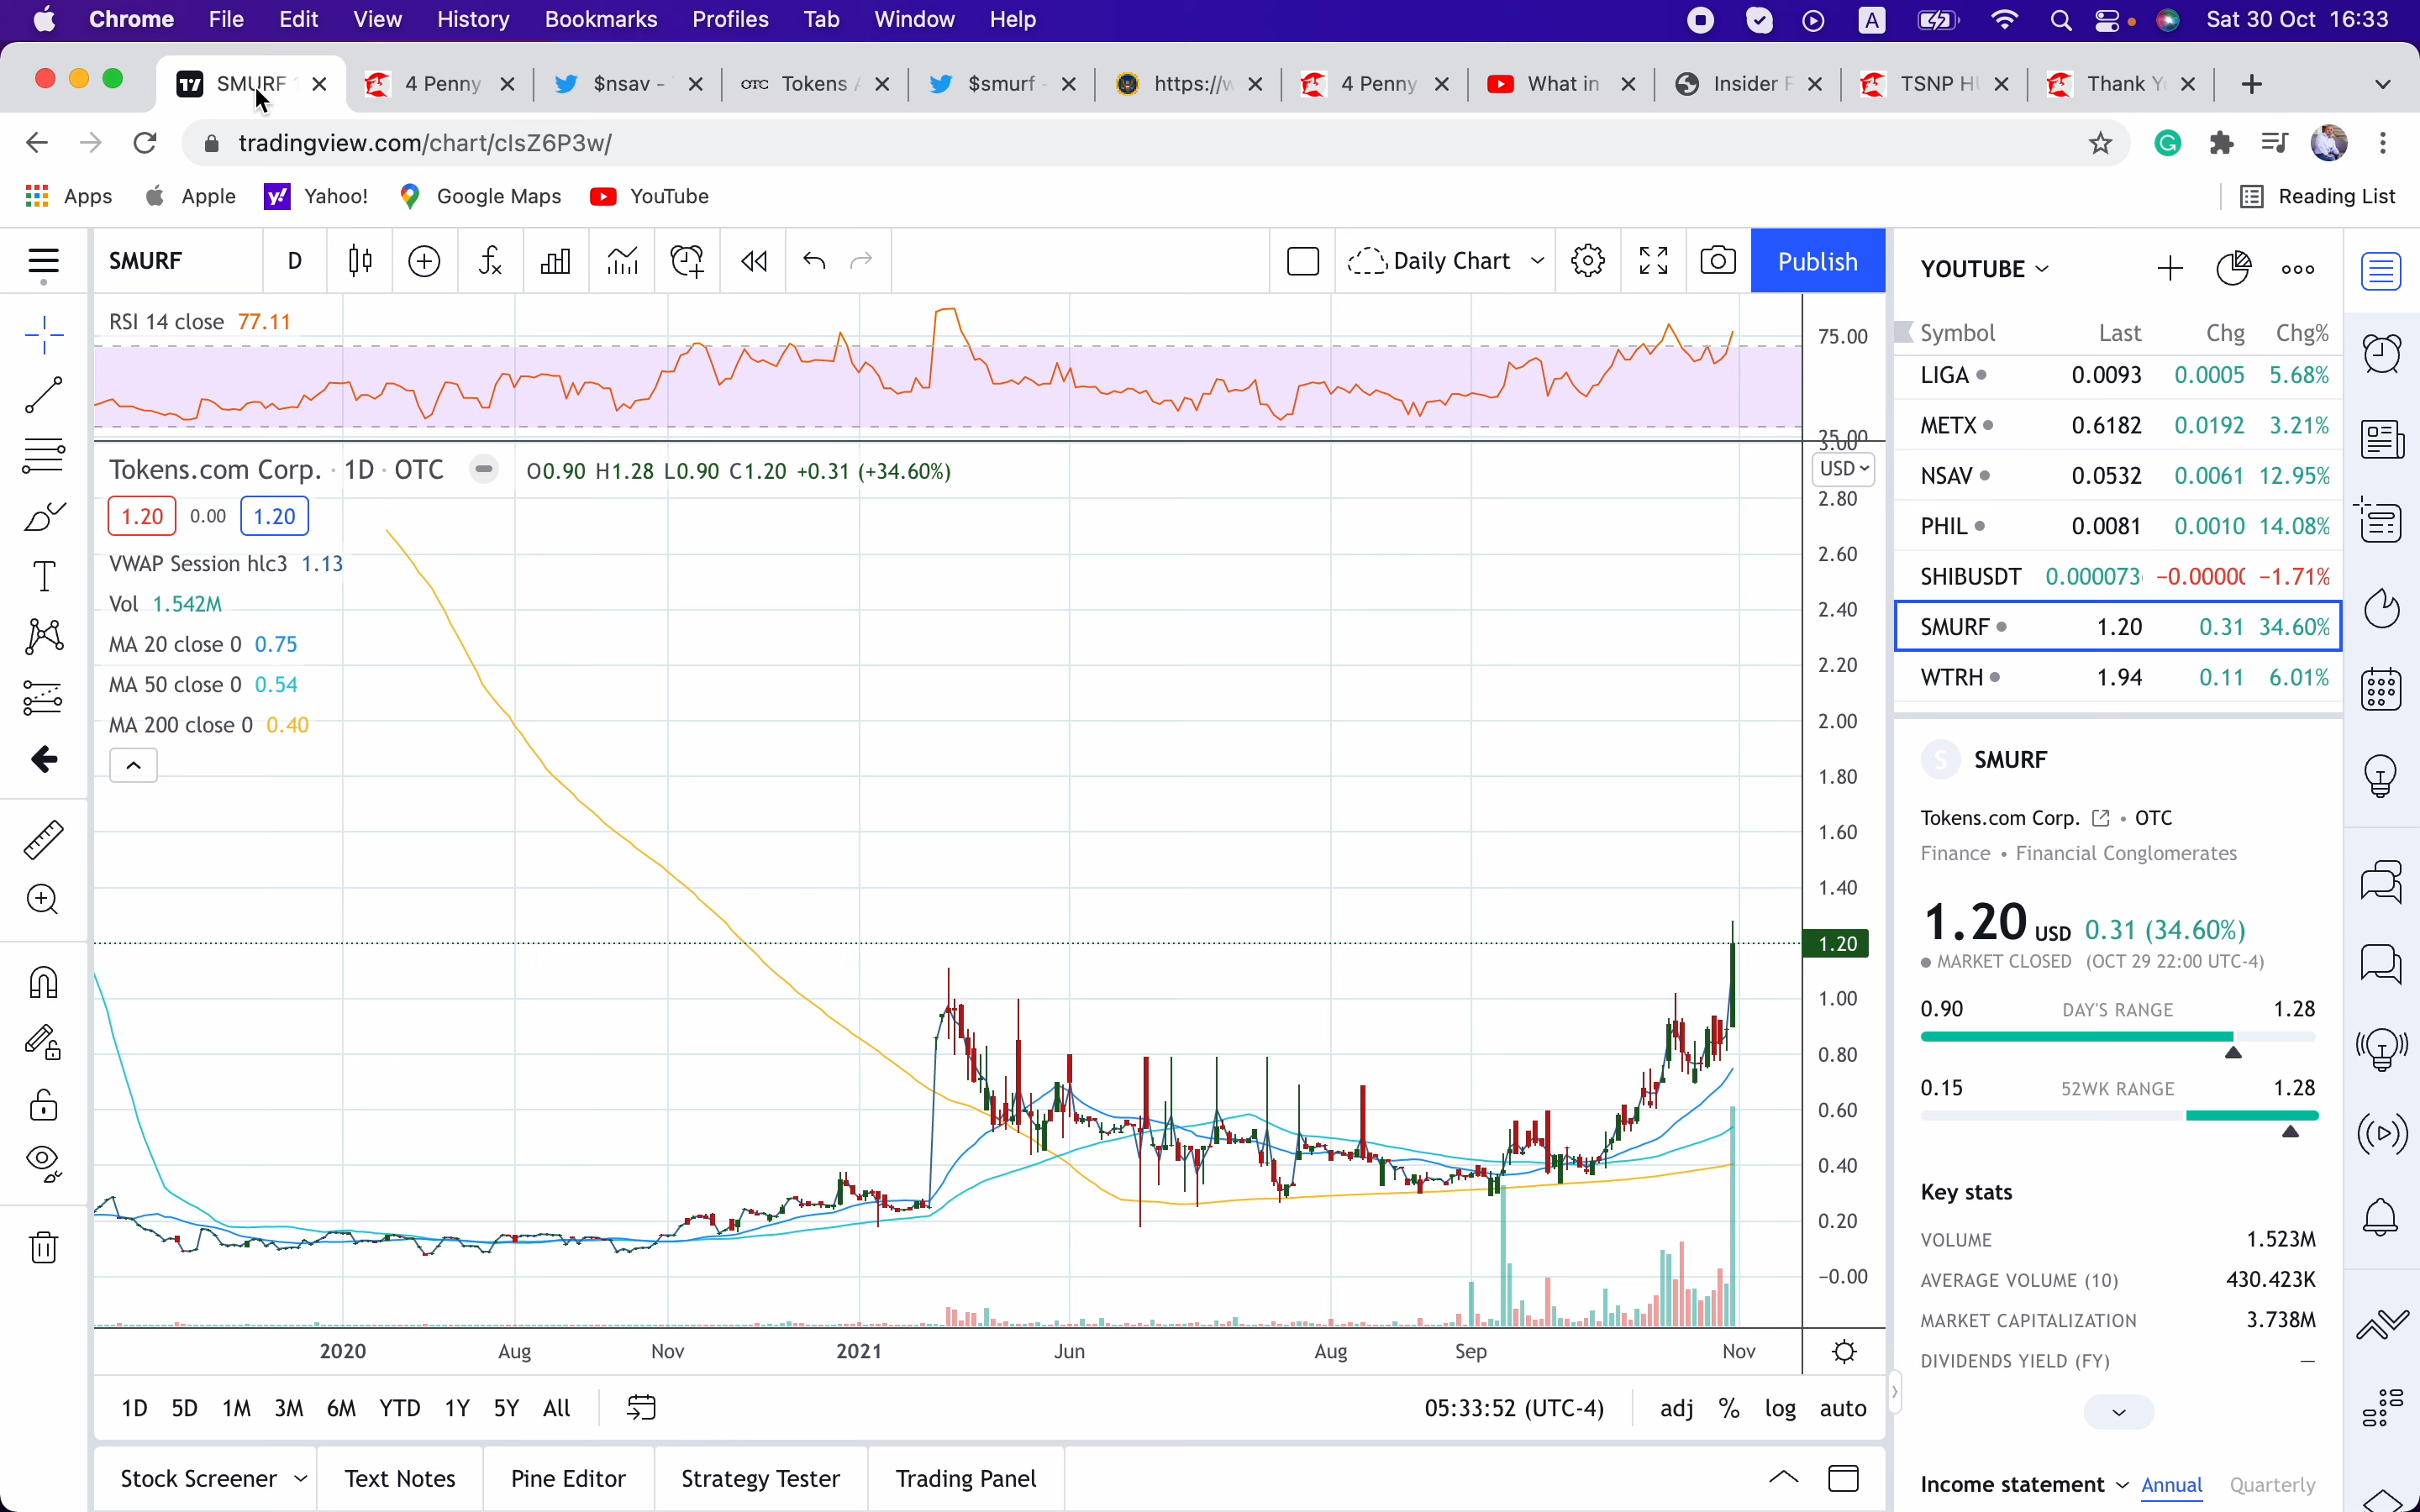 Chrome File Edit View History Bookmarks Profiles Tab Window Help A Sat 30 Oct 16:33
SMURF 4 Penny $nsav - OTC Tokens $smurf - https://w 4 Penny What in Insider F TSNP HU Thank Y
tradingview.com/chart/clsZ6P3w/
Apps Apple Yahoo! Google Maps YouTube Reading List
SMURF D Daily Chart Publish
YOUTUBE
Symbol Last Chg Chg%
LIGA 0.0093 0.0005 5.68%
METX 0.6182 0.0192 3.21%
NSAV 0.0532 0.0061 12.95%
PHIL 0.0081 0.0010 14.08%
SHIBUSDT 0.000073 −0.0000 −1.71%
SMURF 1.20 0.31 34.60%
WTRH 1.94 0.11 6.01%
RSI 14 close 77.11
75.00
25.00
3.00
Tokens.com Corp. · 1D · OTC O0.90 H1.28 L0.90 C1.20 +0.31 (+34.60%)
USD
1.20 0.00 1.20
VWAP Session hlc3 1.13
Vol 1.542M
MA 20 close 0 0.75
MA 50 close 0 0.54
MA 200 close 0 0.40
2.80
2.60
2.40
2.20
2.00
1.80
1.60
1.40
1.20
1.00
0.80
0.60
0.40
0.20
−0.00
2020 Aug Nov 2021 Jun Aug Sep Nov
1D 5D 1M 3M 6M YTD 1Y 5Y All 05:33:52 (UTC-4) adj % log auto
Stock Screener Text Notes Pine Editor Strategy Tester Trading Panel
S SMURF
Tokens.com Corp. • OTC
Finance • Financial Conglomerates
1.20 USD 0.31 (34.60%)
• MARKET CLOSED (OCT 29 22:00 UTC-4)
0.90 DAY'S RANGE 1.28
0.15 52WK RANGE 1.28
Key stats
VOLUME 1.523M
AVERAGE VOLUME (10) 430.423K
MARKET CAPITALIZATION 3.738M
DIVIDENDS YIELD (FY) —
Income statement Annual Quarterly